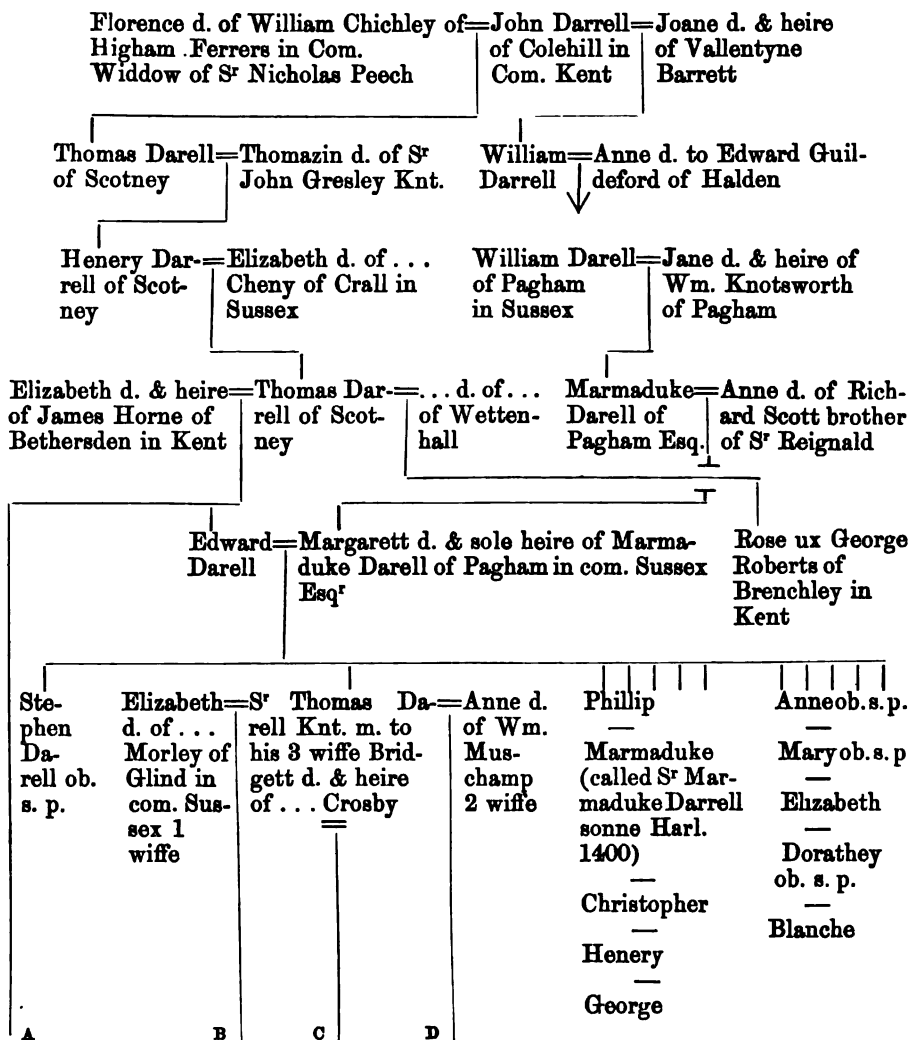 Florence d. of William Chichley of=John Darrell=Joane d. & heire
Higham .Ferrers in Com.
Widdow of Sʳ Nicholas Peech
of Colehill in
Com. Kent
of Vallentyne
Barrett
Thomas Darell=Thomazin d. of Sʳ
of Scotney
John Gresley Knt.
William=Anne d. to Edward Guil-
Darrell
deford of Halden
Henery Dar-=Elizabeth d. of . . .
rell of Scot-
ney
Cheny of Crall in
Sussex
William Darell=Jane d. & heire of
of Pagham
in Sussex
Wm. Knotsworth
of Pagham
Elizabeth d. & heire=Thomas Dar-=. . . d. of . . .
of James Horne of
Bethersden in Kent
rell of Scot-
ney
of Wetten-
hall
Marmaduke=Anne d. of Rich-
Darell of
Pagham Esq.
ard Scott brother
of Sʳ Reignald
Edward=Margarett d. & sole heire of Marma-
Darell
duke Darell of Pagham in com. Sussex
Esqʳ
Rose ux George
Roberts of
Brenchley in
Kent
Ste-
phen
Da-
rell ob.
s. p.
Elizabeth=Sʳ Thomas Da-=Anne d.
d. of . . .
Morley of
Glind in
com. Sus-
sex 1
wiffe
rell Knt. m. to
his 3 wiffe Brid-
gett d. & heire
of . . . Crosby
of Wm.
Mus-
champ
2 wiffe
Phillip
—
Marmaduke
(called Sʳ Mar-
maduke Darrell
sonne Harl.
1400)
—
Christopher
—
Henery
—
George
Anne ob. s. p.
—
Mary ob. s. p
—
Elizabeth
—
Dorathey
ob. s. p.
—
Blanche
A B C D